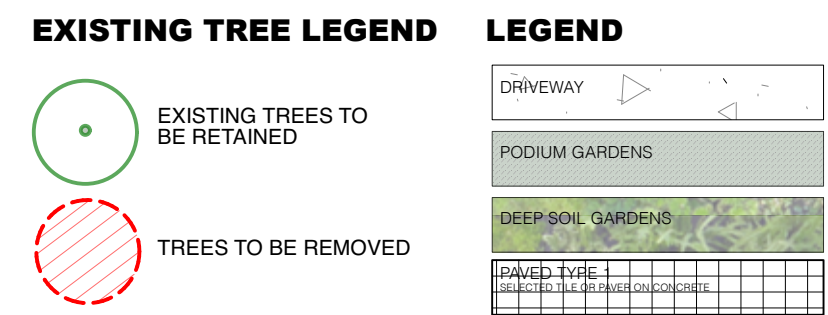 EXISTING TREE LEGEND
EXISTING TREES TO
BE RETAINED
TREES TO BE REMOVED
LEGEND
DRIVEWAY
PODIUM GARDENS
DEEP SOIL GARDENS
PAVED TYPE 1
SELECTED TILE OR PAVER ON CONCRETE